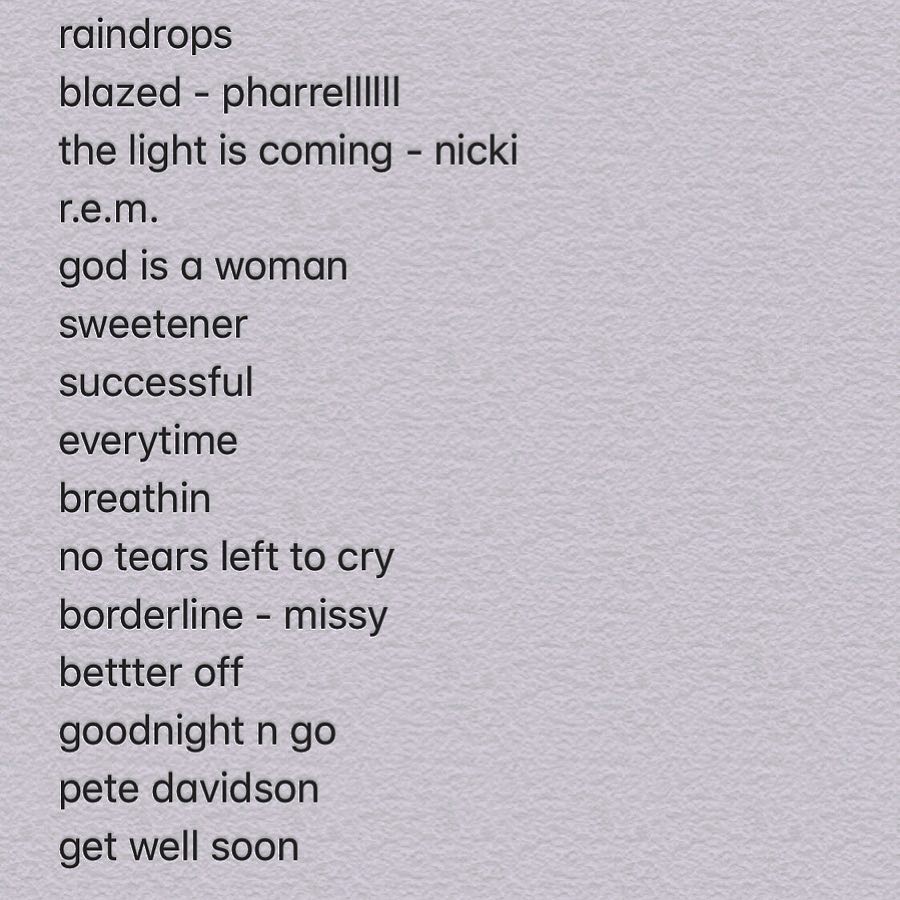 raindrops
blazed - pharrellllll
the light is coming - nicki
r.e.m.
god is a woman
sweetener
successful
everytime
breathin
no tears left to cry
borderline - missy
bettter off
goodnight n go
pete davidson
get well soon